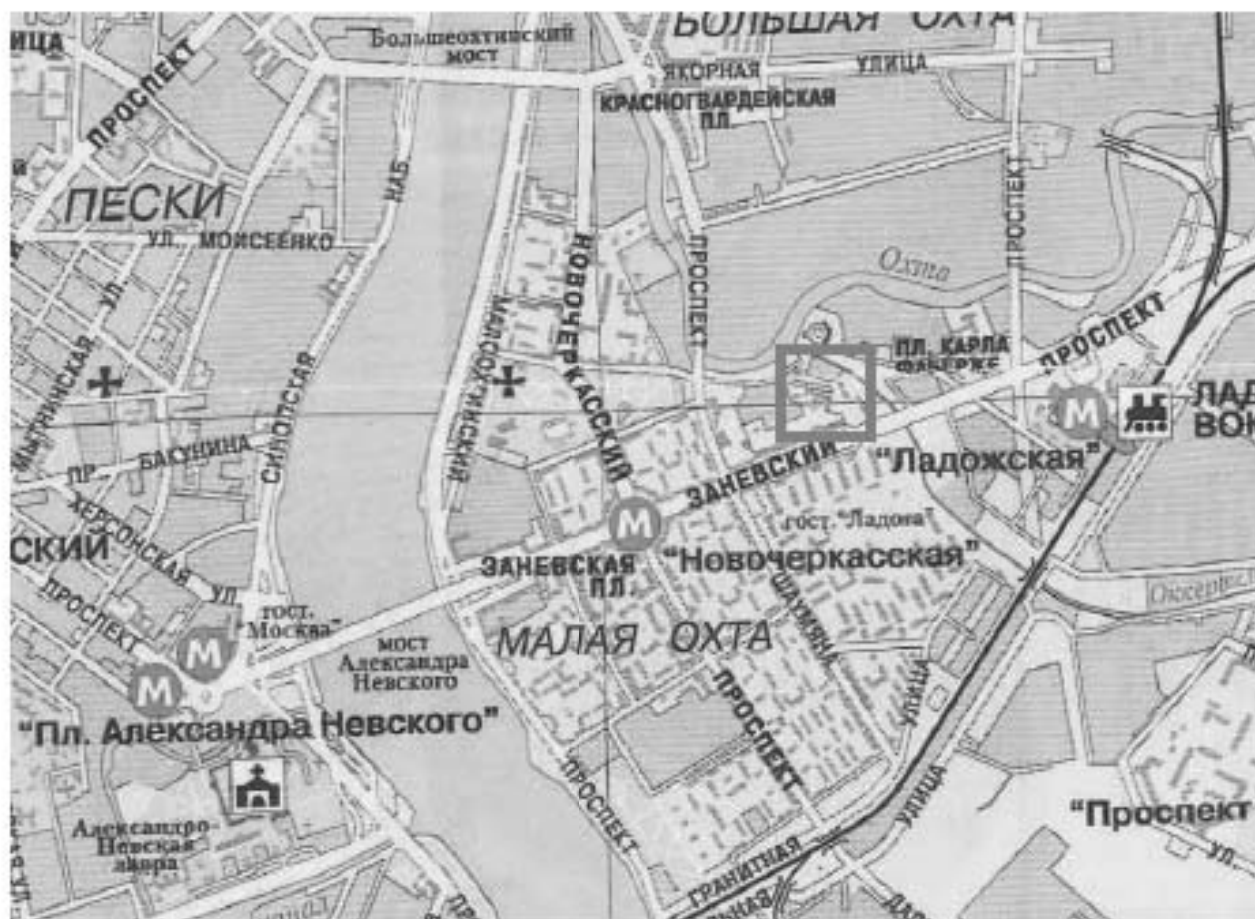 БОЛЬШАЯ ОХТА
ИЦА
Большеохтинский
мост
ПРОСПЕКТ
ЯКОРНАЯ
УЛИЦА
КРАСНОГВАРДЕЙСКАЯ
ПЛ.
НАБ.
ПЕСКИ
УЛ. МОИСЕЕНКО
НОВОЧЕРКАССКИЙ
ПРОСПЕКТ
ПРОСПЕКТ
Охта
МЫТНИНСКАЯ УЛ.
СИНОПСКАЯ
МАЛООХТИНСКИЙ
ПЛ. КАРЛА
ФАБЕРЖЕ
ПРОСПЕКТ
ЛАД
ВОК
ПР. БАКУНИНА
ЗАНЕВСКИЙ
"Ладожская"
ХЕРСОНСКАЯ УЛ.
гост. "Ладога"
СКИЙ
ПРОСПЕКТ
ЗАНЕВСКАЯ
ПЛ.
"Новочеркасская"
гост.
"Москва"
мост
Александра
Невского
МАЛАЯ ОХТА
ШАУМЯНА
М
М
М
М
"Пл. Александра Невского"
ПРОСПЕКТ
УЛИЦА
ПРОСПЕКТ
УЛИЦА
"Проспект
УЛ.
Александро-
Невская
лавра
ГРАНИТНАЯ